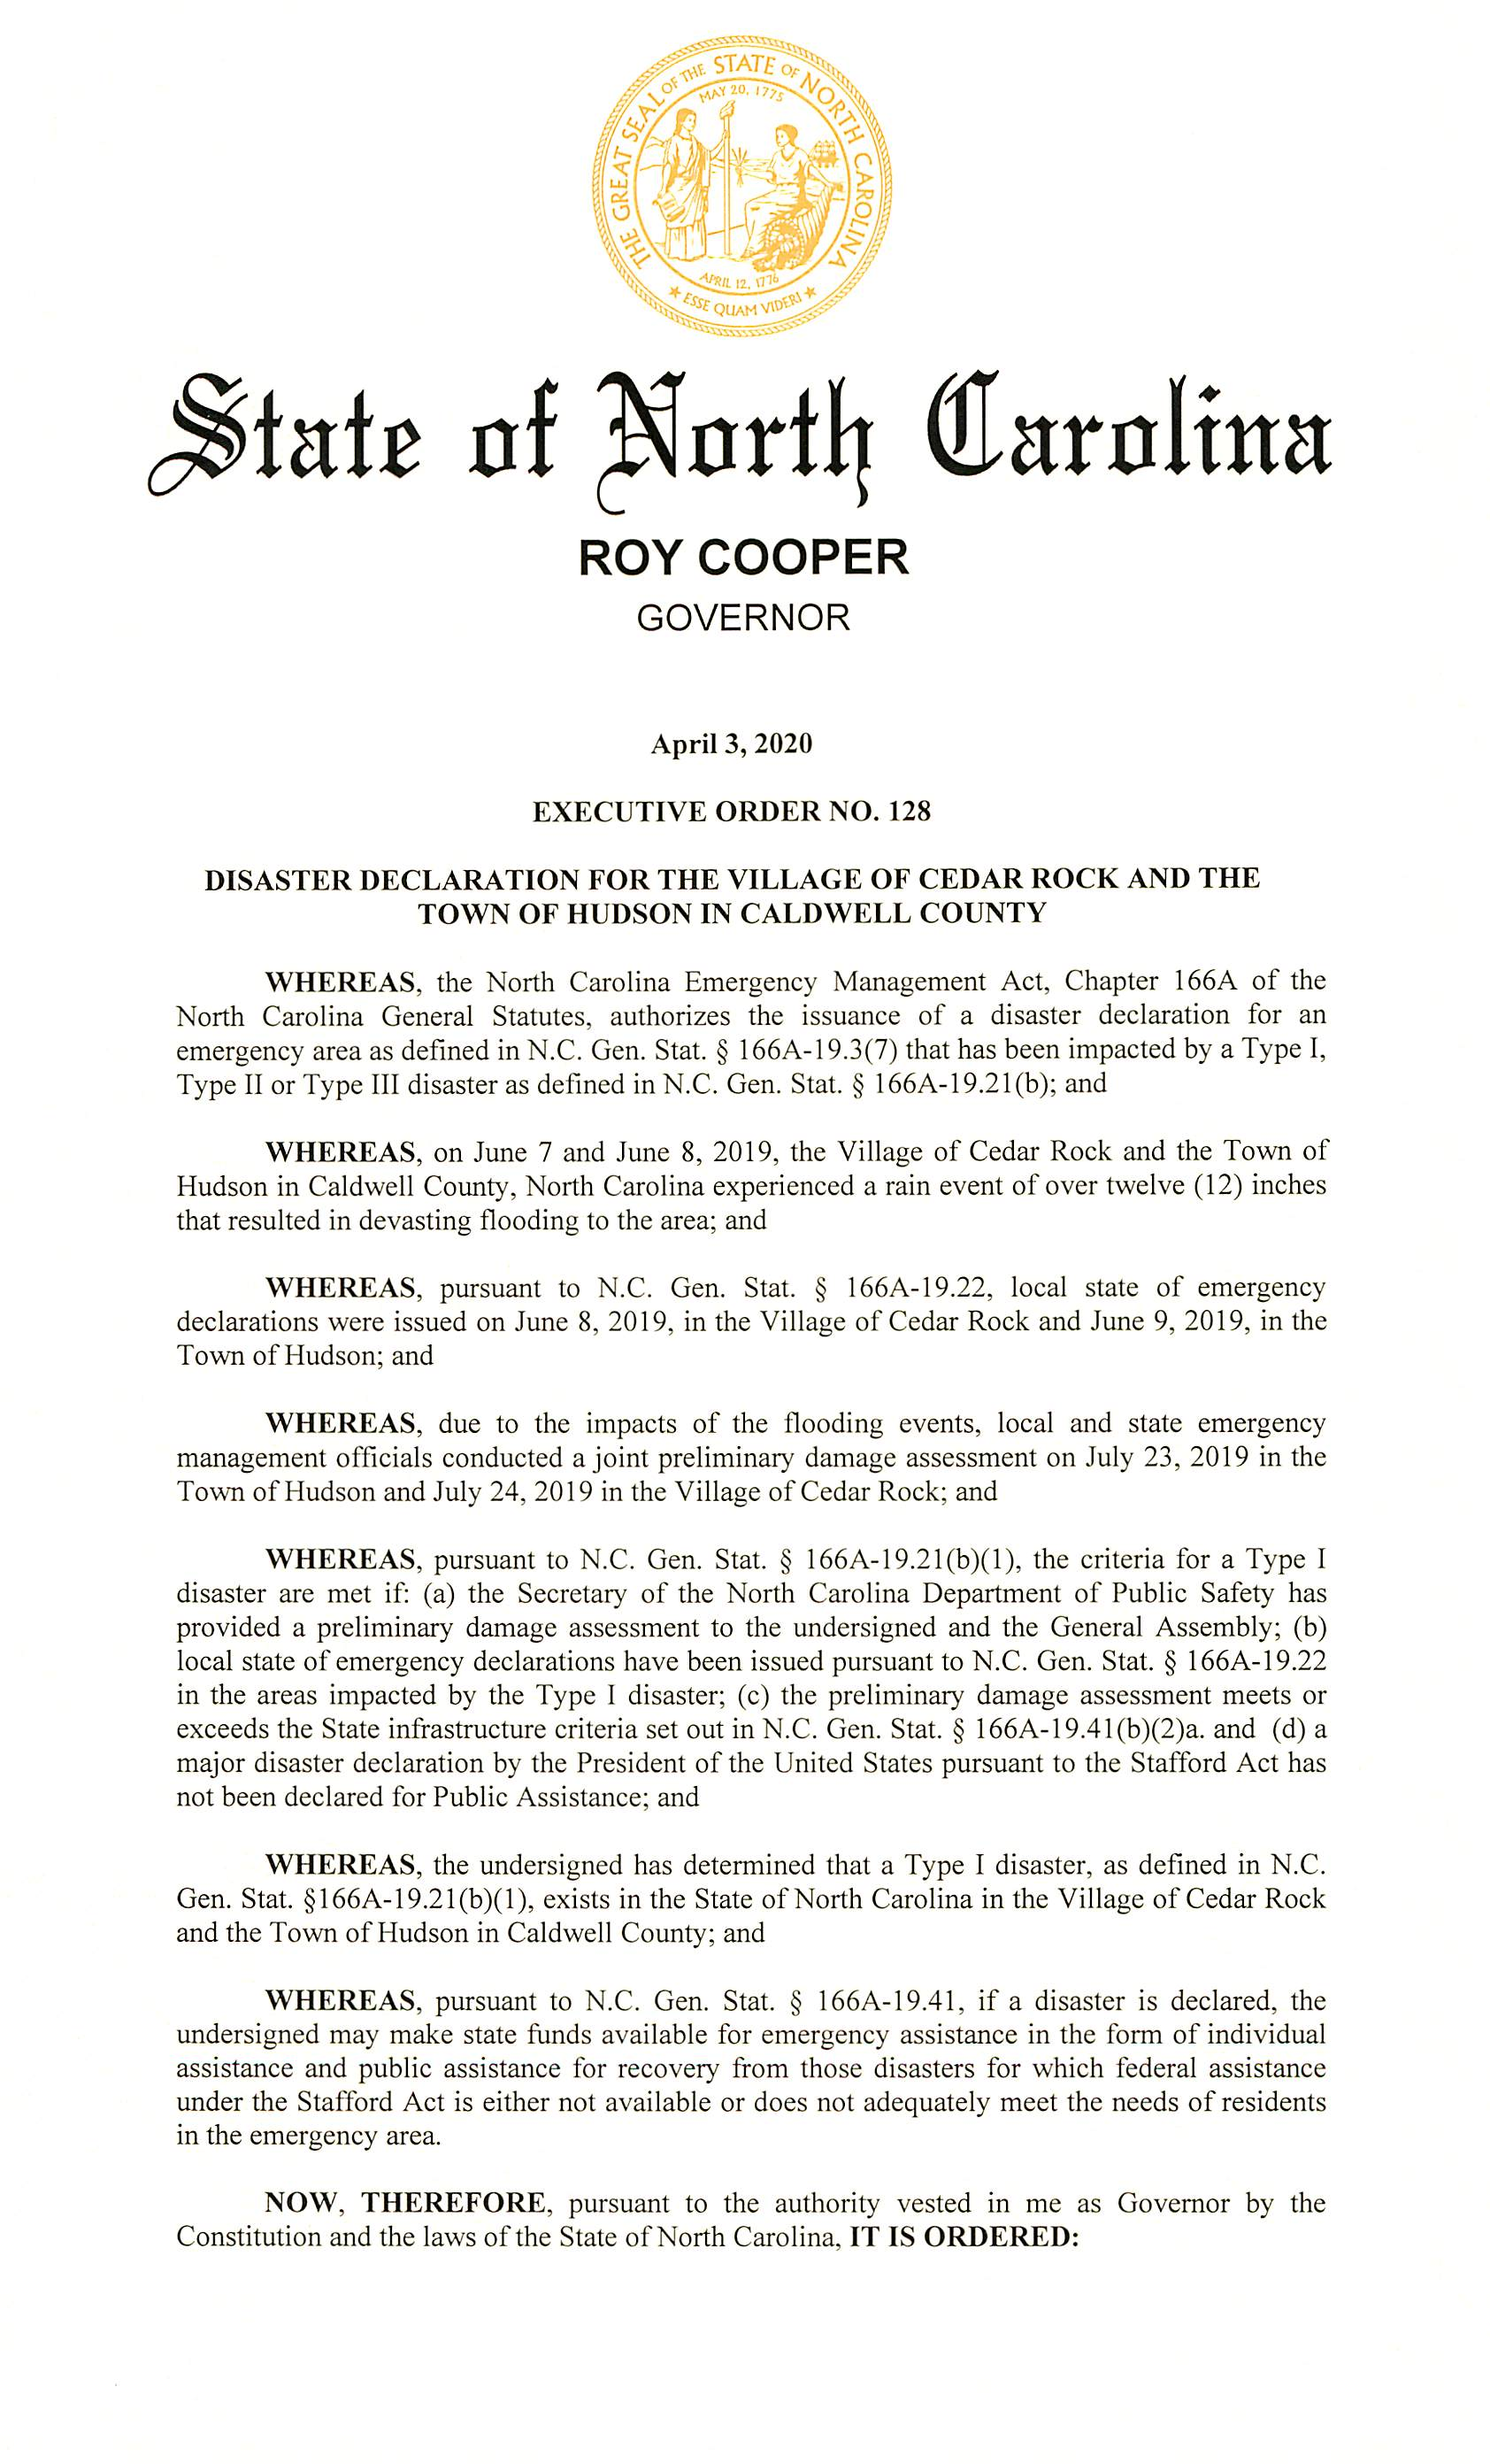 THE GREAT SEAL OF THE STATE OF NORTH CAROLINA
MAY 20, 1775
APRIL 12, 1776
★ ESSE QUAM VIDERI ★
State of North Carolina
ROY COOPER
GOVERNOR
April 3, 2020
EXECUTIVE ORDER NO. 128
DISASTER DECLARATION FOR THE VILLAGE OF CEDAR ROCK AND THE
TOWN OF HUDSON IN CALDWELL COUNTY
WHEREAS, the North Carolina Emergency Management Act, Chapter 166A of the
North Carolina General Statutes, authorizes the issuance of a disaster declaration for an
emergency area as defined in N.C. Gen. Stat. § 166A-19.3(7) that has been impacted by a Type I,
Type II or Type III disaster as defined in N.C. Gen. Stat. § 166A-19.21(b); and
WHEREAS, on June 7 and June 8, 2019, the Village of Cedar Rock and the Town of
Hudson in Caldwell County, North Carolina experienced a rain event of over twelve (12) inches
that resulted in devasting flooding to the area; and
WHEREAS, pursuant to N.C. Gen. Stat. § 166A-19.22, local state of emergency
declarations were issued on June 8, 2019, in the Village of Cedar Rock and June 9, 2019, in the
Town of Hudson; and
WHEREAS, due to the impacts of the flooding events, local and state emergency
management officials conducted a joint preliminary damage assessment on July 23, 2019 in the
Town of Hudson and July 24, 2019 in the Village of Cedar Rock; and
WHEREAS, pursuant to N.C. Gen. Stat. § 166A-19.21(b)(1), the criteria for a Type I
disaster are met if: (a) the Secretary of the North Carolina Department of Public Safety has
provided a preliminary damage assessment to the undersigned and the General Assembly; (b)
local state of emergency declarations have been issued pursuant to N.C. Gen. Stat. § 166A-19.22
in the areas impacted by the Type I disaster; (c) the preliminary damage assessment meets or
exceeds the State infrastructure criteria set out in N.C. Gen. Stat. § 166A-19.41(b)(2)a. and (d) a
major disaster declaration by the President of the United States pursuant to the Stafford Act has
not been declared for Public Assistance; and
WHEREAS, the undersigned has determined that a Type I disaster, as defined in N.C.
Gen. Stat. §166A-19.21(b)(1), exists in the State of North Carolina in the Village of Cedar Rock
and the Town of Hudson in Caldwell County; and
WHEREAS, pursuant to N.C. Gen. Stat. § 166A-19.41, if a disaster is declared, the
undersigned may make state funds available for emergency assistance in the form of individual
assistance and public assistance for recovery from those disasters for which federal assistance
under the Stafford Act is either not available or does not adequately meet the needs of residents
in the emergency area.
NOW, THEREFORE, pursuant to the authority vested in me as Governor by the
Constitution and the laws of the State of North Carolina, IT IS ORDERED: